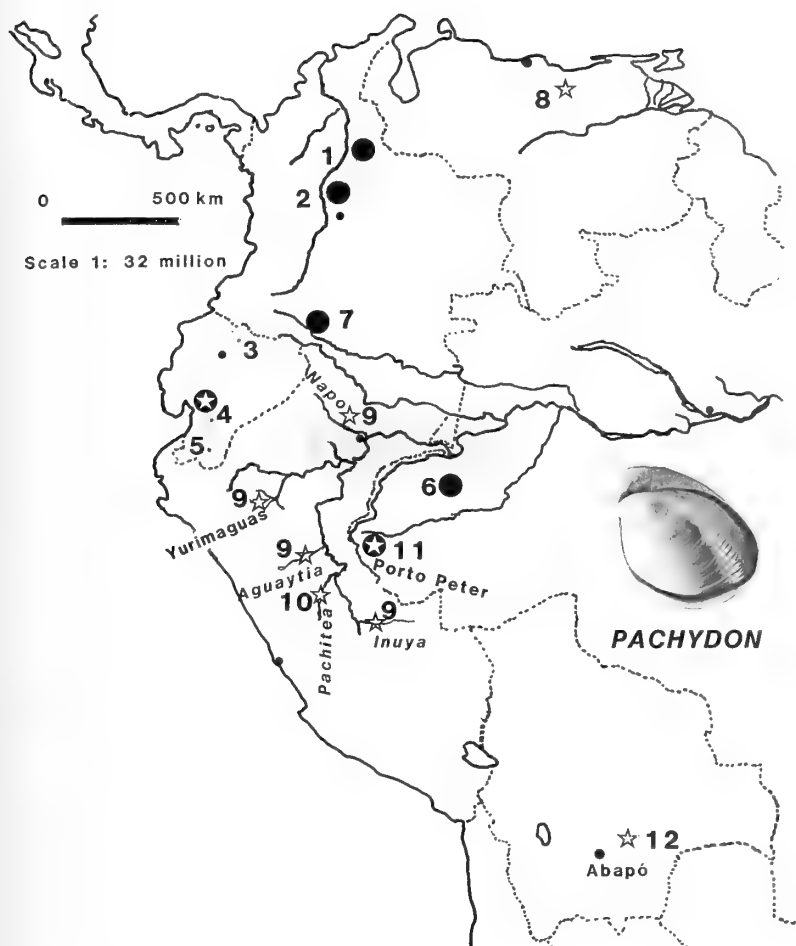 8
1
2
0 500 km
Scale 1: 32 million
7
3
Napo
9
4
5
6
9
Yurimaguas
9
11
Aguaytia
Porto Peter
10
9
Pachitea
Inuya
PACHYDON
12
Abapó